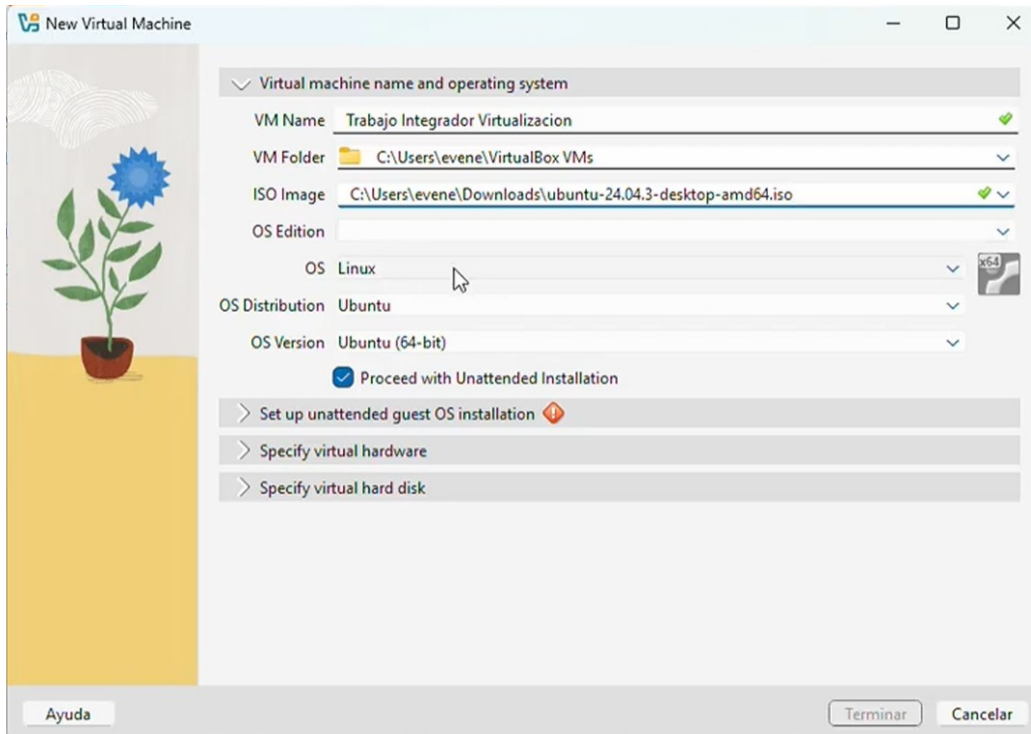 New Virtual Machine
Virtual machine name and operating system
VM Name Trabajo Integrador Virtualizacion
VM Folder C:\Users\evene\VirtualBox VMs
ISO Image C:\Users\evene\Downloads\ubuntu-24.04.3-desktop-amd64.iso
OS Edition
OS Linux x64
OS Distribution Ubuntu
OS Version Ubuntu (64-bit)
Proceed with Unattended Installation
Set up unattended guest OS installation
Specify virtual hardware
Specify virtual hard disk
Ayuda Terminar Cancelar